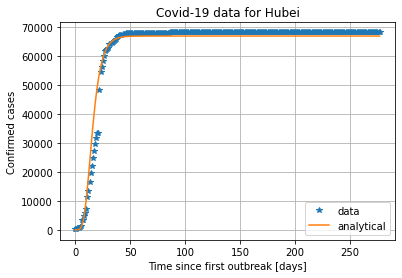 Covid-19 data for Hubei
70000
60000
50000
40000
30000
20000
10000
0
Confirmed cases
data
analytical
0 50 100 150 200 250
Time since first outbreak [days]